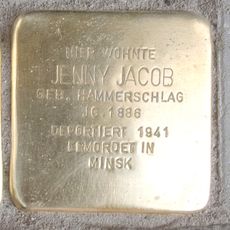 HIER WOHNTE
JENNY JACOB
GEB. HAMMERSCHLAG
JG. 1886
DEPORTIERT 1941
ERMORDET IN
MINSK